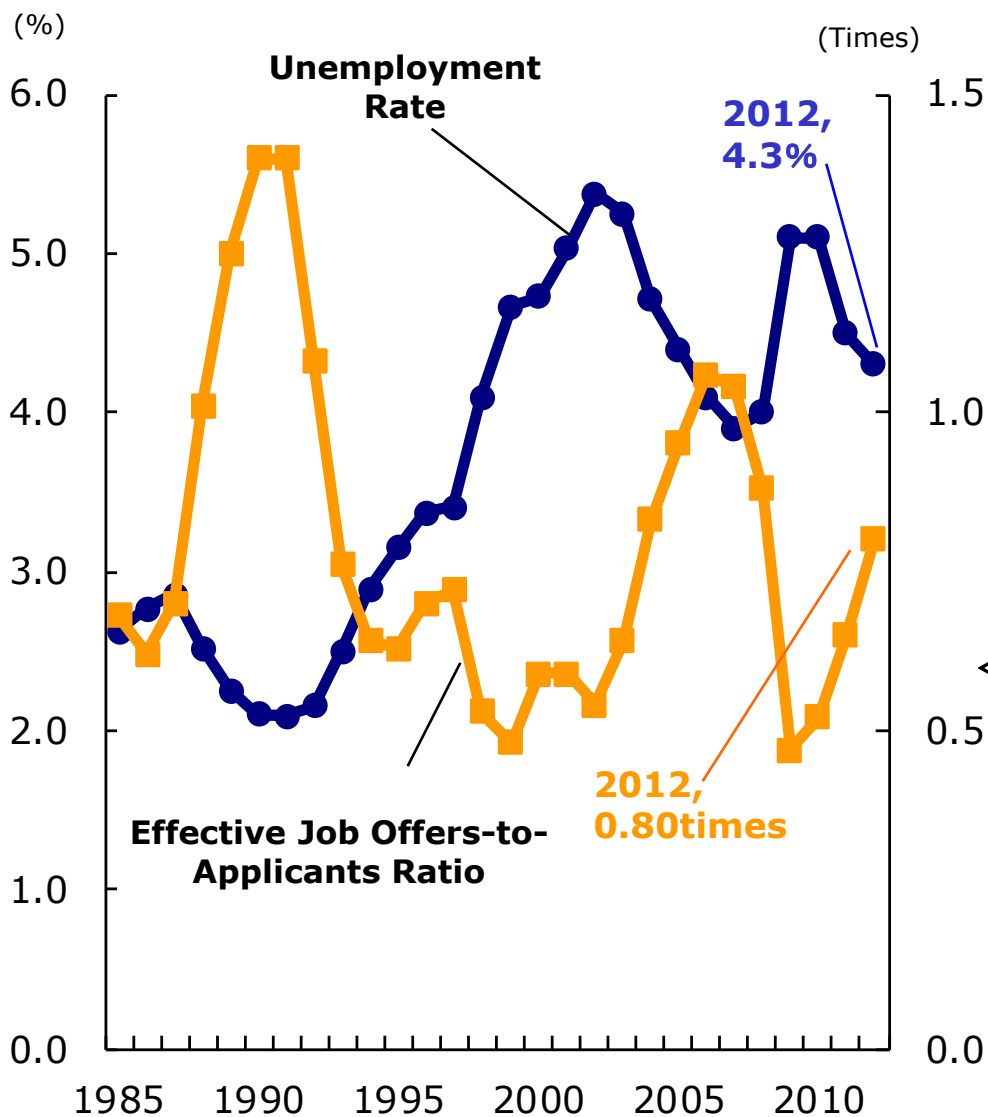 (%)
(Times)
Unemployment
Rate
6.0
1.5
2012,
4.3%
5.0
4.0
1.0
3.0
2.0
0.5
2012,
0.80times
Effective Job Offers-to-
Applicants Ratio
1.0
0.0
0.0
1985 1990 1995 2000 2005 2010